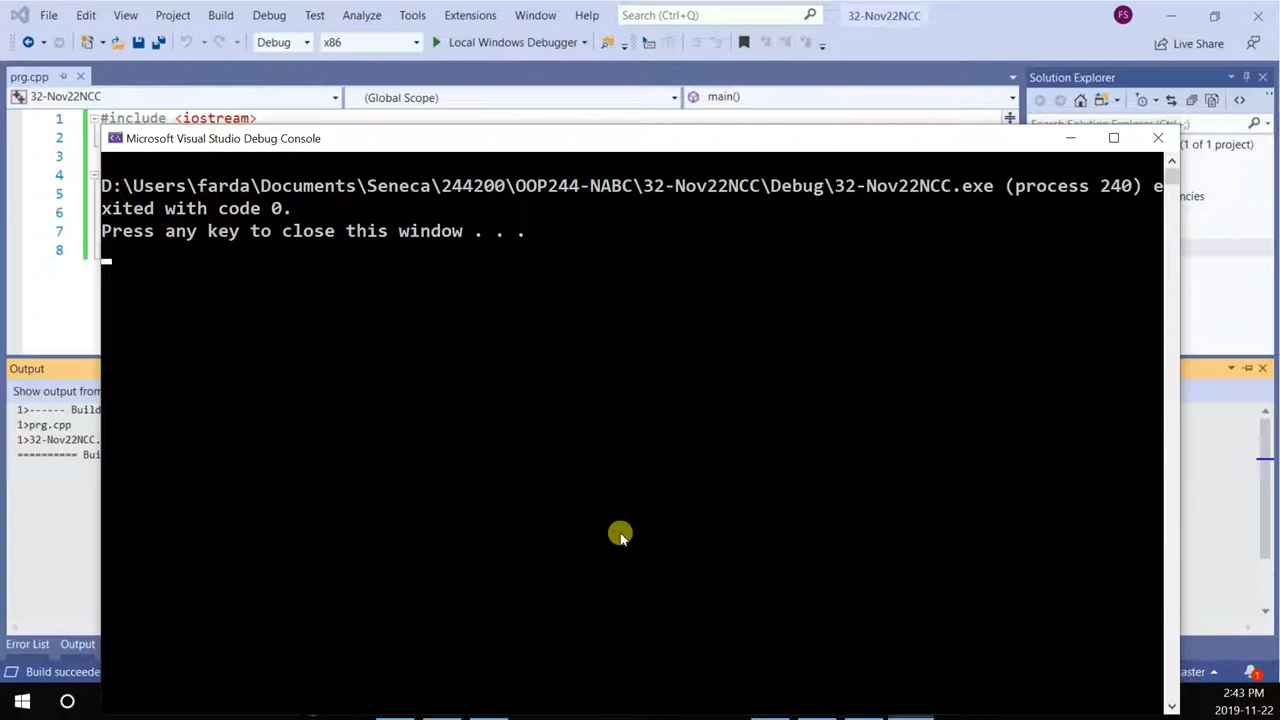 File Edit View Project Build Debug Test Analyze Tools Extensions Window Help Search (Ctrl+Q) 32-Nov22NCC FS
Debug x86 Local Windows Debugger Live Share
prg.cpp
Solution Explorer
32-Nov22NCC (Global Scope) main()
1 #include <iostream>
2
3
4
5
6
7
8
Search Solution Explorer (Ctrl+;)
(1 of 1 project)
Microsoft Visual Studio Debug Console
D:\Users\farda\Documents\Seneca\244200\OOP244-NABC\32-Nov22NCC\Debug\32-Nov22NCC.exe (process 240) e
xited with code 0.
Press any key to close this window . . .
Output
Show output from
1>------ Build
1>prg.cpp
1>32-Nov22NCC.
========== Bui
Error List Output
Build succeede
2:43 PM
2019-11-22